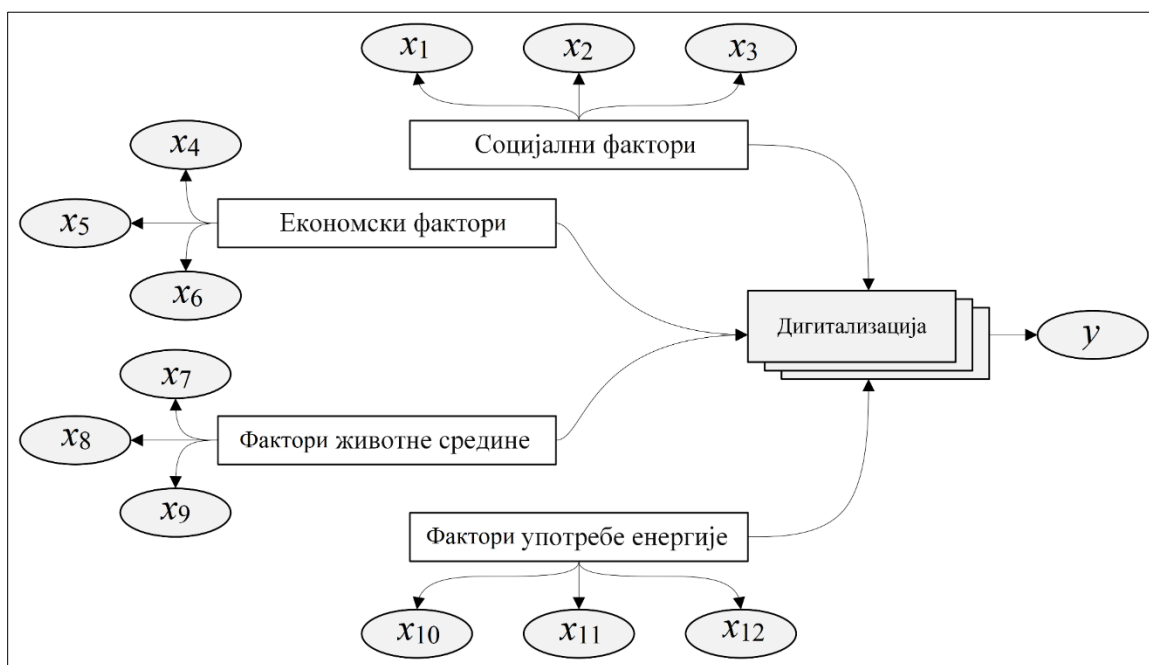 x1 x2 x3
Социјални фактори
x4
x5
Економски фактори
x6
Дигитализација
y
x7
x8
Фактори животне средине
x9
Фактори употребе енергије
x10 x11 x12